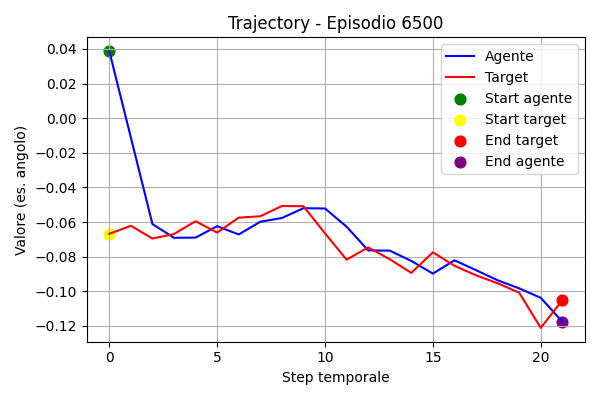 Trajectory - Episodio 6500
Agente
Target
Start agente
Start target
End target
End agente
Valore (es. angolo)
0.04
0.02
0.00
−0.02
−0.04
−0.06
−0.08
−0.10
−0.12
0 5 10 15 20
Step temporale